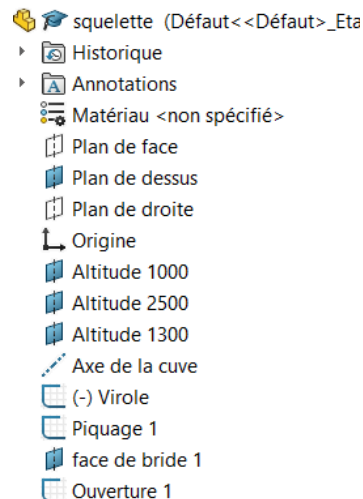 squelette (Défaut<<Défaut>_Eta
Historique
Annotations
Matériau <non spécifié>
Plan de face
Plan de dessus
Plan de droite
Origine
Altitude 1000
Altitude 2500
Altitude 1300
Axe de la cuve
(-) Virole
Piquage 1
face de bride 1
Ouverture 1